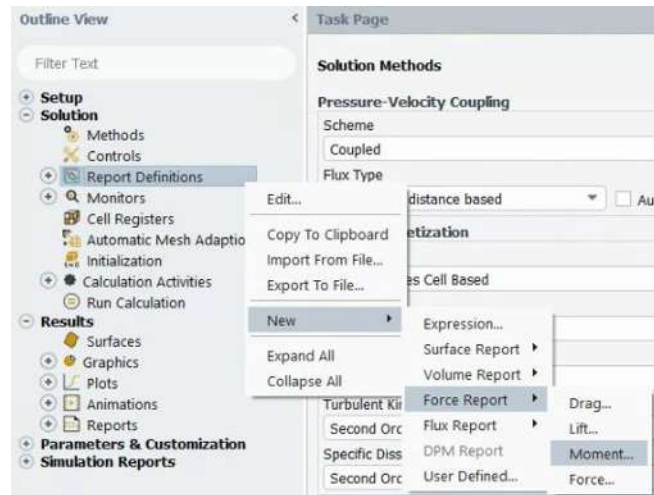 Outline View
<
Task Page
Filter Text
Setup
Solution
Methods
Controls
Report Definitions
Monitors
Cell Registers
Automatic Mesh Adaptio
Initialization
Calculation Activities
Run Calculation
Results
Surfaces
Graphics
Plots
Animations
Reports
Parameters & Customization
Simulation Reports
Solution Methods
Pressure-Velocity Coupling
Scheme
Coupled
Flux Type
distance based
Au
etization
es Cell Based
Turbulent Kin
Second Orc
Specific Diss
Second Orc
Edit...
Copy To Clipboard
Import From File...
Export To File...
New
Expand All
Collapse All
Expression...
Surface Report
Volume Report
Force Report
Flux Report
DPM Report
User Defined...
Drag...
Lift...
Moment...
Force...